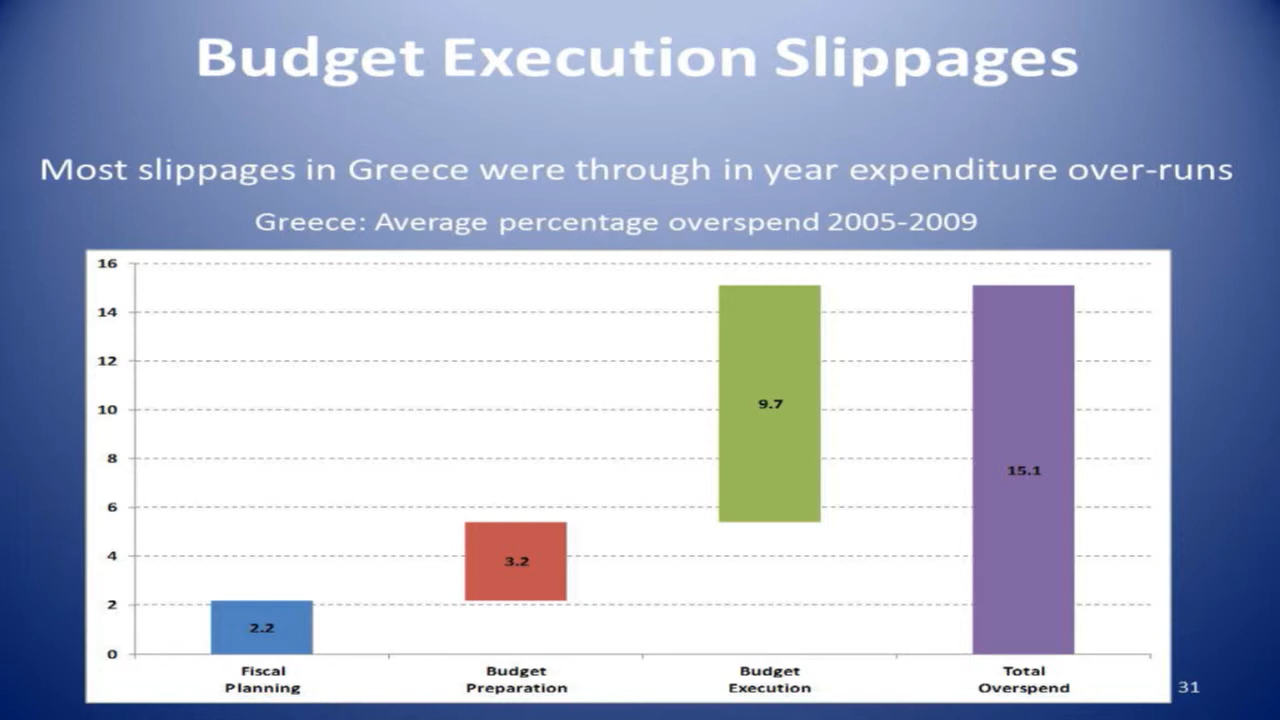 Budget Execution Slippages
Most slippages in Greece were through in year expenditure over-runs
Greece: Average percentage overspend 2005-2009
16
14
12
10
8
6
4
2
0
9.7
15.1
3.2
2.2
Fiscal
Planning
Budget
Preparation
Budget
Execution
Total
Overspend
31